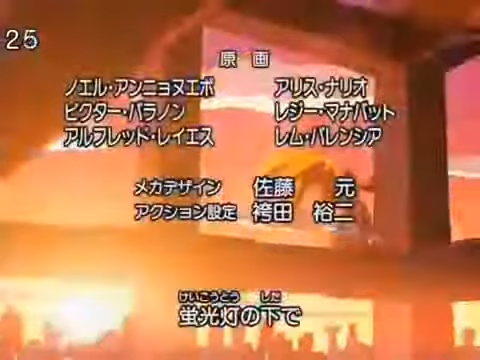 25
原画
ノエル・アンニョヌエボ アリス・ナリオ
ビクター・バラノン レジー・マナバット
アルフレッド・レイエス レム・バレンシア
メカデザイン 佐藤 元
アクション設定 袴田 裕二
けいこうとう した
蛍光灯の下で